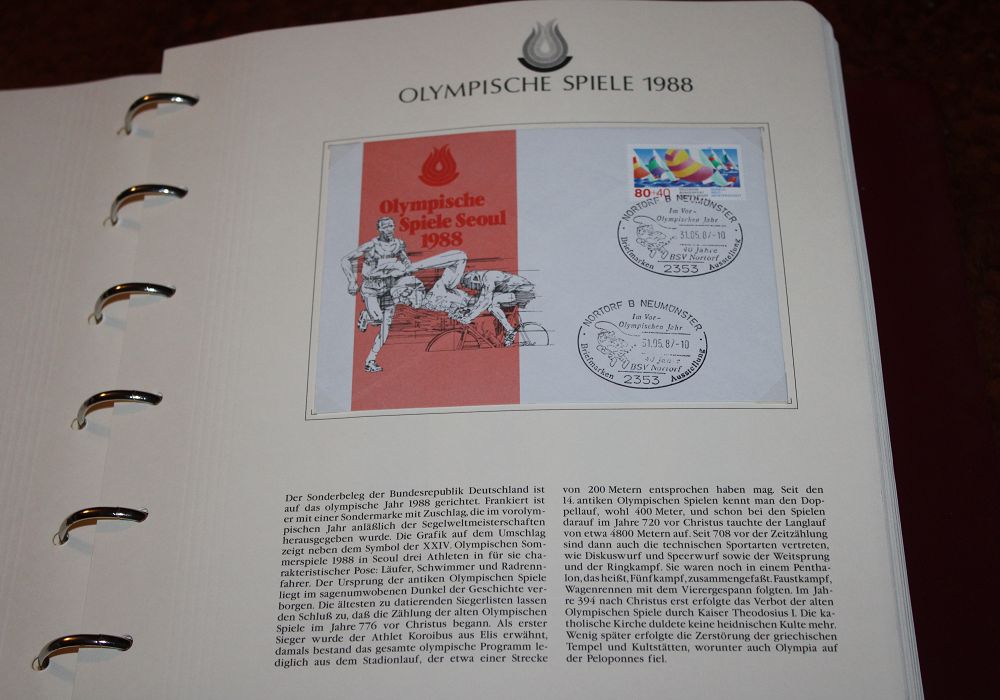 OLYMPISCHE SPIELE 1988
Olympische
Spiele Seoul
1988
80+40
NORTORF B NEUMÜNSTER
Im Vor-
Olympischen Jahr
31.05.87-10
40 Jahre
BSV Nortorf
Briefmarken Ausstellung
2353
NORTORF B NEUMÜNSTER
Im Vor-
Olympischen Jahr
31.05.87-10
40 Jahre
BSV Nortorf
Briefmarken Ausstellung
2353
Der Sonderbeleg der Bundesrepublik Deutschland ist
auf das olympische Jahr 1988 gerichtet. Frankiert ist
er mit einer Sondermarke mit Zuschlag, die im vorolym-
pischen Jahr anläßlich der Segelweltmeisterschaften
herausgegeben wurde. Die Grafik auf dem Umschlag
zeigt neben dem Symbol der XXIV. Olympischen Som-
merspiele 1988 in Seoul drei Athleten in für sie cha-
rakteristischer Pose: Läufer, Schwimmer und Radrenn-
fahrer. Der Ursprung der antiken Olympischen Spiele
liegt im sagenumwobenen Dunkel der Geschichte ver-
borgen. Die ältesten zu datierenden Siegerlisten lassen
den Schluß zu, daß die Zählung der alten Olympischen
Spiele im Jahre 776 vor Christus begann. Als erster
Sieger wurde der Athlet Koroibus aus Elis erwähnt,
damals bestand das gesamte olympische Programm le-
diglich aus dem Stadionlauf, der etwa einer Strecke
von 200 Metern entsprochen haben mag. Seit den
14. antiken Olympischen Spielen kennt man den Dop-
pellauf, wohl 400 Meter, und schon bei den Spielen
darauf im Jahre 720 vor Christus tauchte der Langlauf
von etwa 4800 Metern auf. Seit 708 vor der Zeitzählung
sind dann auch die technischen Sportarten vertreten,
wie Diskuswurf und Speerwurf sowie der Weitsprung
und der Ringkampf. Sie waren noch in einem Pentha-
lon, das heißt, Fünfkampf, zusammengefaßt. Faustkampf,
Wagenrennen mit dem Vierergespann folgten. Im Jah-
re 394 nach Christus erst erfolgte das Verbot der alten
Olympischen Spiele durch Kaiser Theodosius I. Die ka-
tholische Kirche duldete keine heidnischen Kulte mehr.
Wenig später erfolgte die Zerstörung der griechischen
Tempel und Kultstätten, worunter auch Olympia auf
der Peloponnes fiel.